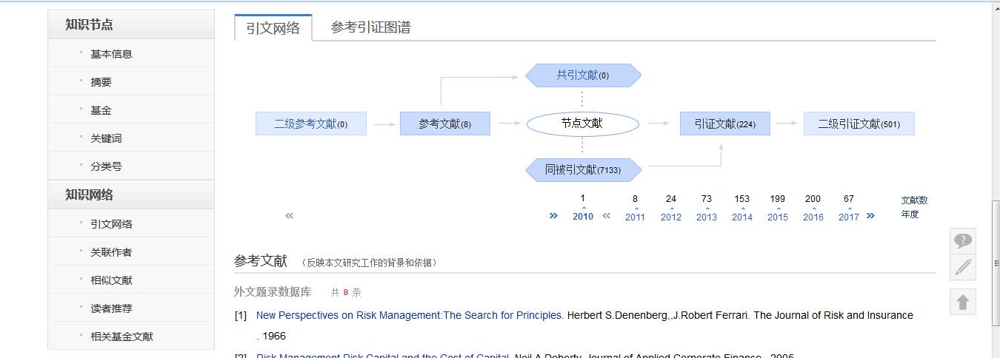 知识节点
基本信息
摘要
基金
关键词
分类号
知识网络
引文网络
关联作者
相似文献
读者推荐
相关基金文献
引文网络 参考引证图谱
共引文献(0)
二级参考文献(0) 参考文献(8) 节点文献 引证文献(224) 二级引证文献(501)
同被引文献(7133)
1 8 24 73 153 199 200 67 文献数
2010 2011 2012 2013 2014 2015 2016 2017 年度
参考文献 （反映本文研究工作的背景和依据）
外文题录数据库 共 8 条
[1] New Perspectives on Risk Management:The Search for Principles. Herbert S.Denenberg,,J.Robert Ferrari. The Journal of Risk and Insurance
. 1966
[2] Risk Management,Risk Capital,and the Cost of Capital. Neil A.Doherty. Journal of Applied Corporate Finance . 2005